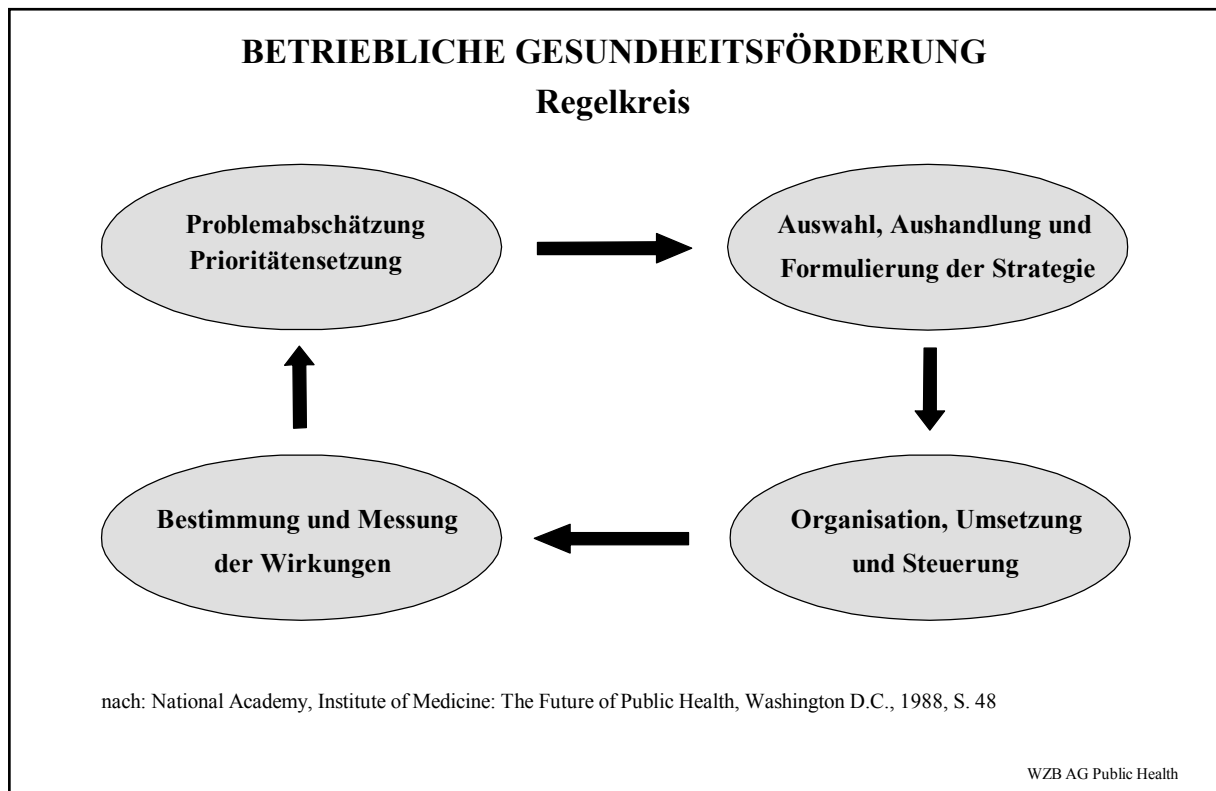 BETRIEBLICHE GESUNDHEITSFÖRDERUNG
Regelkreis
Problemabschätzung
Prioritätensetzung
Auswahl, Aushandlung und
Formulierung der Strategie
Bestimmung und Messung
der Wirkungen
Organisation, Umsetzung
und Steuerung
nach: National Academy, Institute of Medicine: The Future of Public Health, Washington D.C., 1988, S. 48
WZB AG Public Health